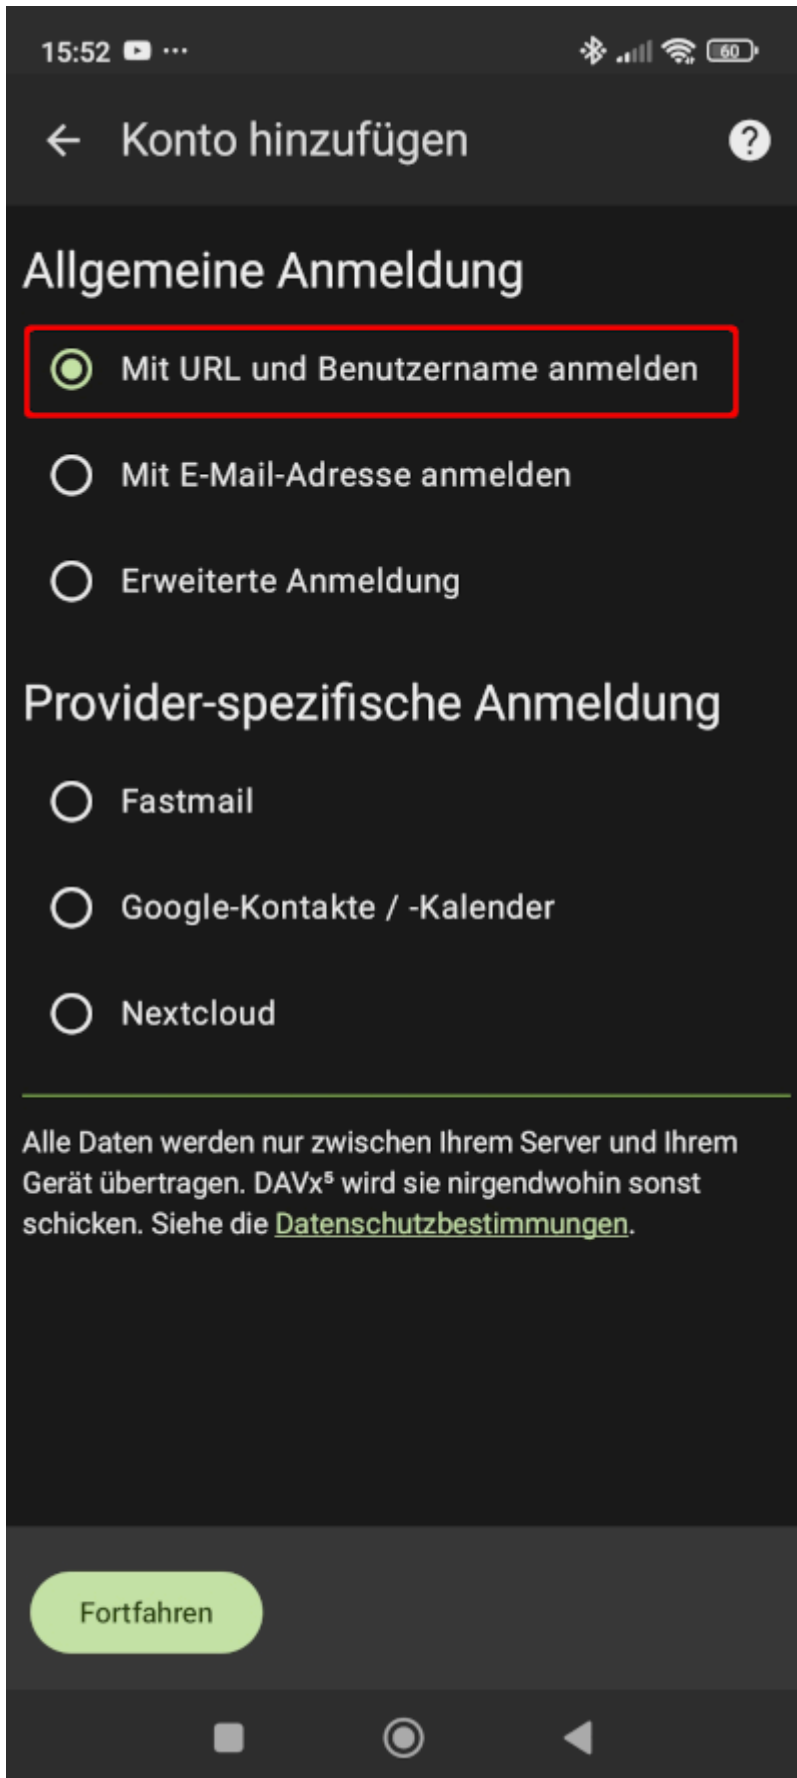 15:52 ...
60
Konto hinzufügen
?
Allgemeine Anmeldung
Mit URL und Benutzername anmelden
Mit E-Mail-Adresse anmelden
Erweiterte Anmeldung
Provider-spezifische Anmeldung
Fastmail
Google-Kontakte / -Kalender
Nextcloud
Alle Daten werden nur zwischen Ihrem Server und Ihrem
Gerät übertragen. DAVx⁵ wird sie nirgendwohin sonst
schicken. Siehe die Datenschutzbestimmungen.
Fortfahren